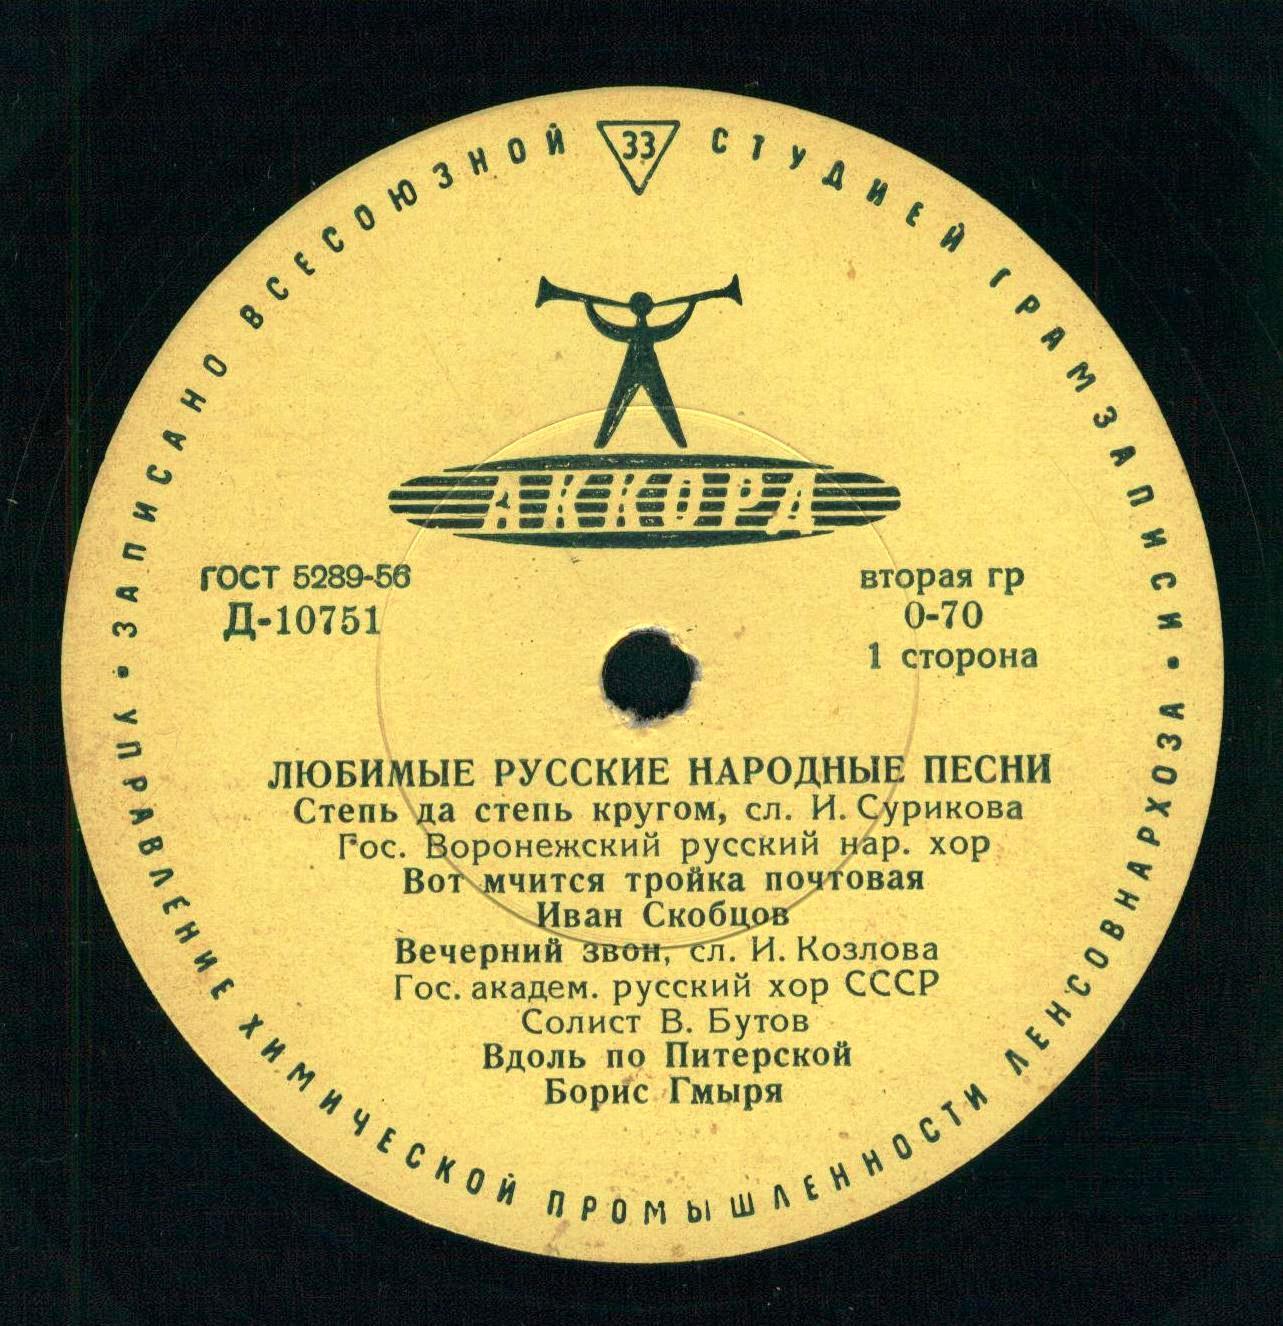 ЗАПИСАНО ВСЕСОЮЗНОЙ 33 СТУДИЕЙ ГРАМЗАПИСИ
АККОРД
ГОСТ 5289-56
Д-10751
вторая гр
0-70
1 сторона
ЛЮБИМЫЕ РУССКИЕ НАРОДНЫЕ ПЕСНИ
Степь да степь кругом, сл. И. Сурикова
Гос. Воронежский русский нар. хор
Вот мчится тройка почтовая
Иван Скобцов
Вечерний звон, сл. И. Козлова
Гос. академ. русский хор СССР
Солист В. Бутов
Вдоль по Питерской
Борис Гмыря
• УПРАВЛЕНИЕ ХИМИЧЕСКОЙ ПРОМЫШЛЕННОСТИ ЛЕНСОВНАРХОЗА •